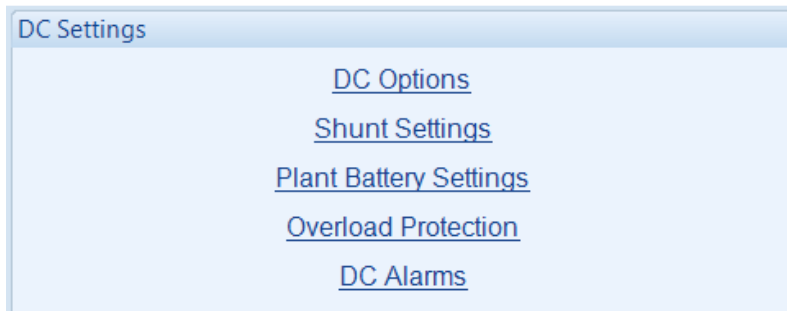 DC Settings
DC Options
Shunt Settings
Plant Battery Settings
Overload Protection
DC Alarms